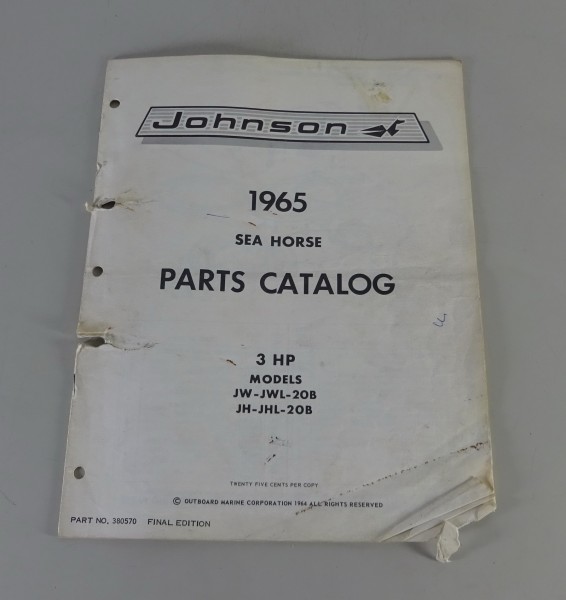 Johnson
1965
SEA HORSE
PARTS CATALOG
3 HP
MODELS
JW-JWL-20B
JH-JHL-20B
TWENTY FIVE CENTS PER COPY
© OUTBOARD MARINE CORPORATION 1964 ALL RIGHTS RESERVED
PART NO. 380570 FINAL EDITION